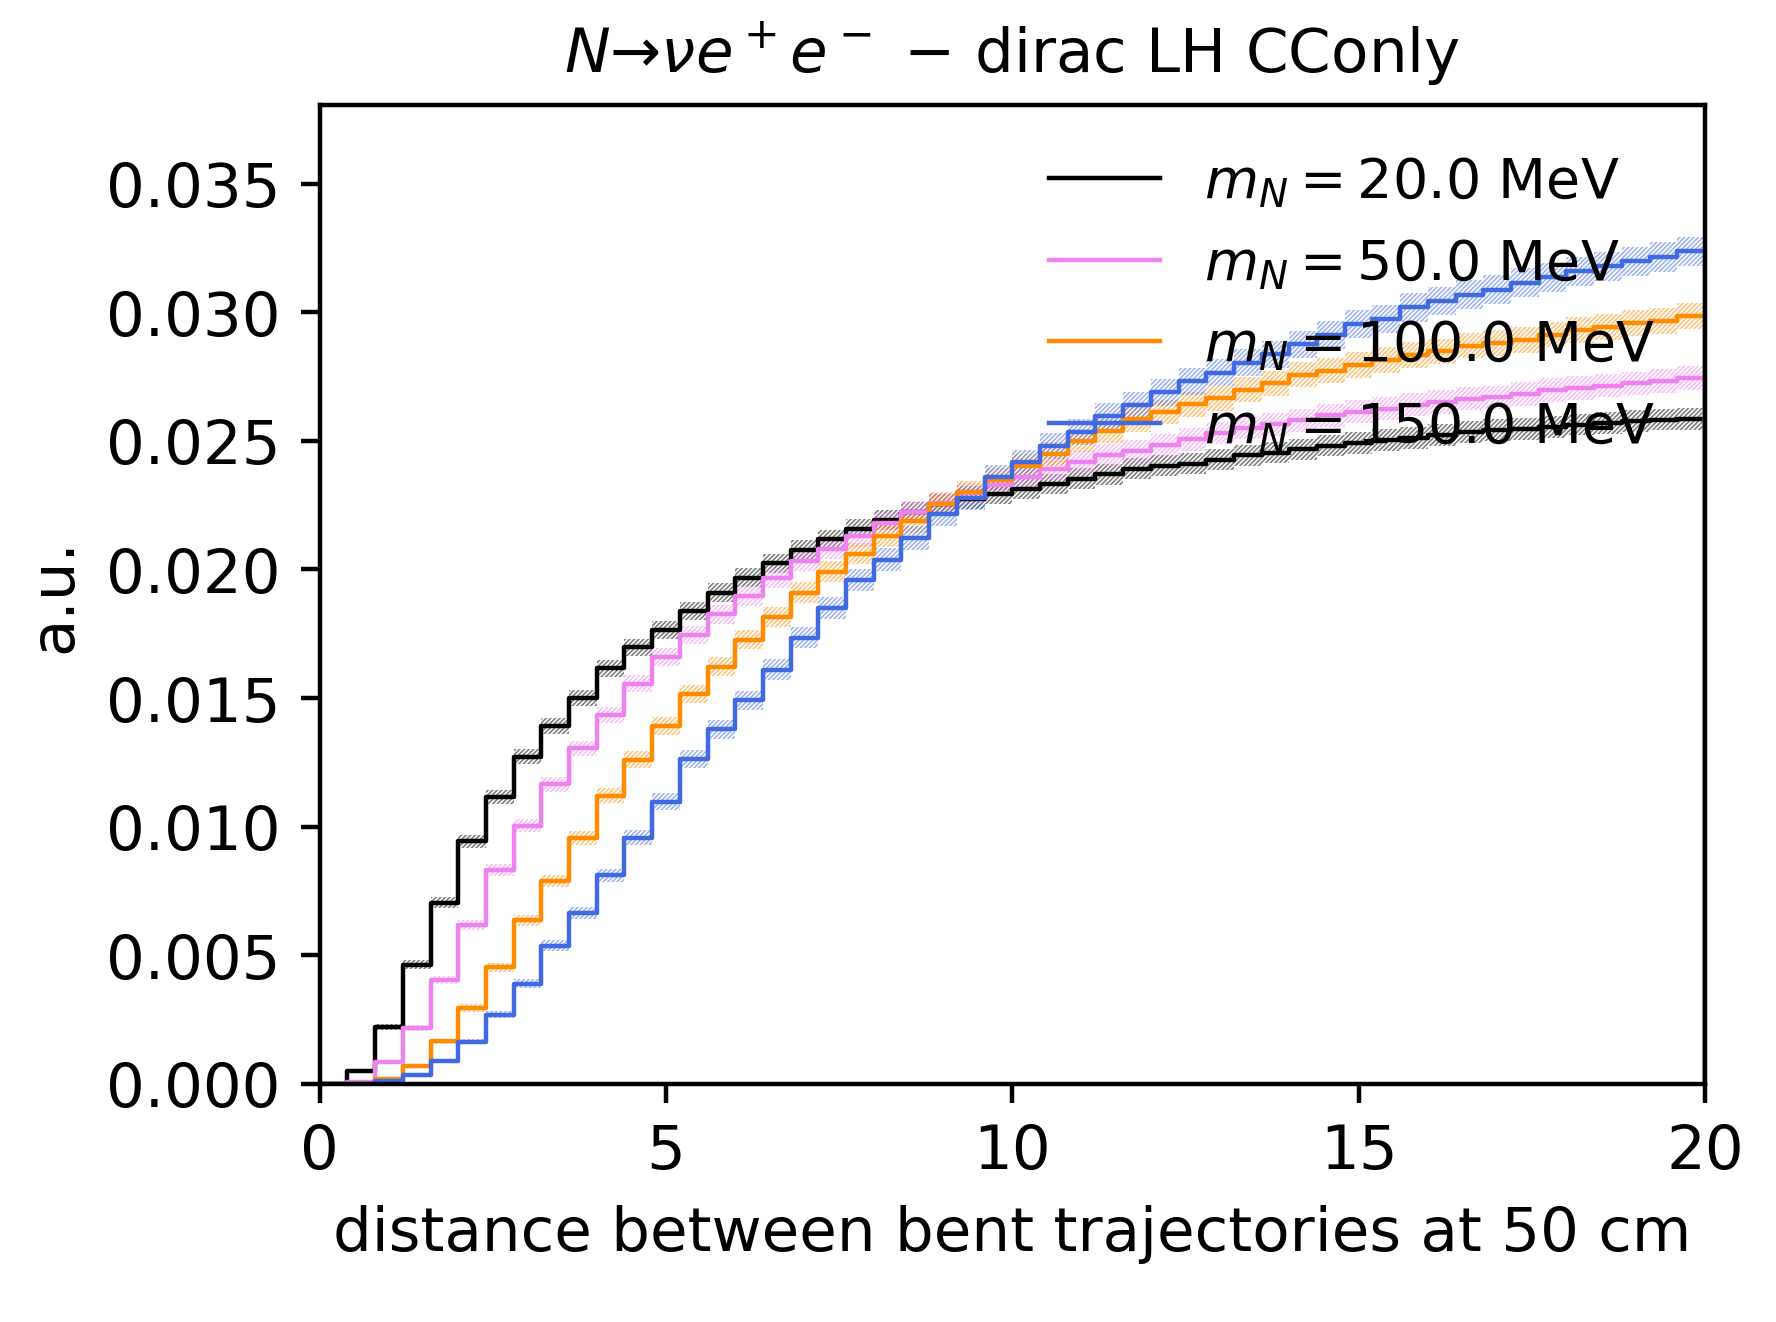 N→νe⁺e⁻ − dirac LH CConly
0.035
0.030
0.025
0.020
0.015
0.010
0.005
0.000
a.u.
m_N = 20.0 MeV
m_N = 50.0 MeV
m_N = 100.0 MeV
m_N = 150.0 MeV
0 5 10 15 20
distance between bent trajectories at 50 cm